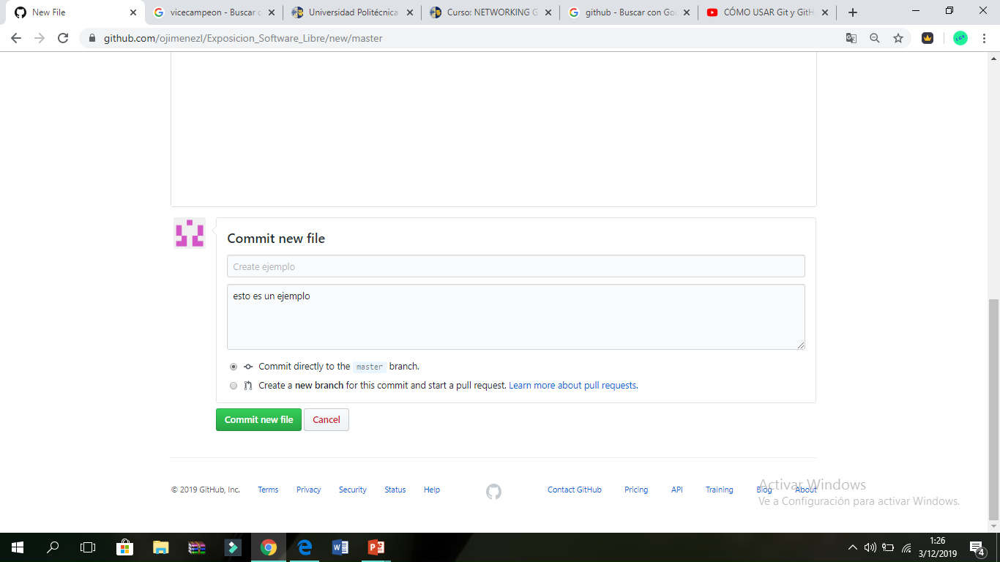 New File
vicecampeon - Buscar c
Universidad Politécnica
Curso: NETWORKING G
github - Buscar con Go
CÓMO USAR Git y GitH
github.com/ojimenezl/Exposicion_Software_Libre/new/master
Commit new file
Create ejemplo
esto es un ejemplo
Commit directly to the master branch.
Create a new branch for this commit and start a pull request. Learn more about pull requests.
Commit new file
Cancel
© 2019 GitHub, Inc.
Terms
Privacy
Security
Status
Help
Contact GitHub
Pricing
API
Training
Blog
About
Activar Windows
Ve a Configuración para activar Windows.
1:26
3/12/2019
4